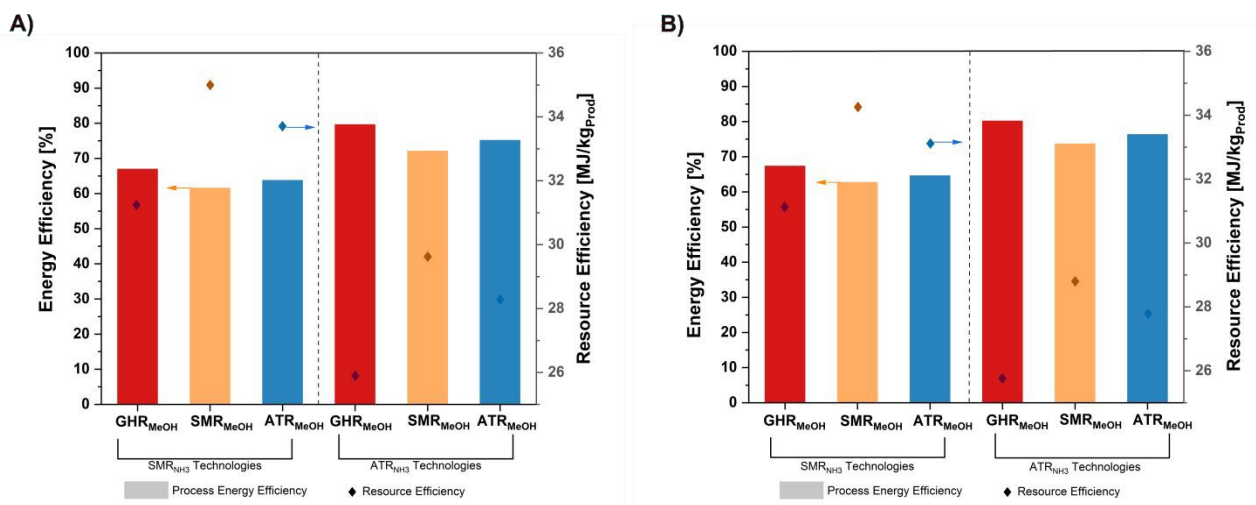 A)
Energy Efficiency [%]
100
90
80
70
60
50
40
30
20
10
0
36
34
32
30
28
26
Resource Efficiency [MJ/kgProd]
GHRMeOH SMRMeOH ATRMeOH GHRMeOH SMRMeOH ATRMeOH
SMRNH3 Technologies ATRNH3 Technologies
Process Energy Efficiency Resource Efficiency
B)
Energy Efficiency [%]
100
90
80
70
60
50
40
30
20
10
0
36
34
32
30
28
26
Resource Efficiency [MJ/kgProd]
GHRMeOH SMRMeOH ATRMeOH GHRMeOH SMRMeOH ATRMeOH
SMRNH3 Technologies ATRNH3 Technologies
Process Energy Efficiency Resource Efficiency